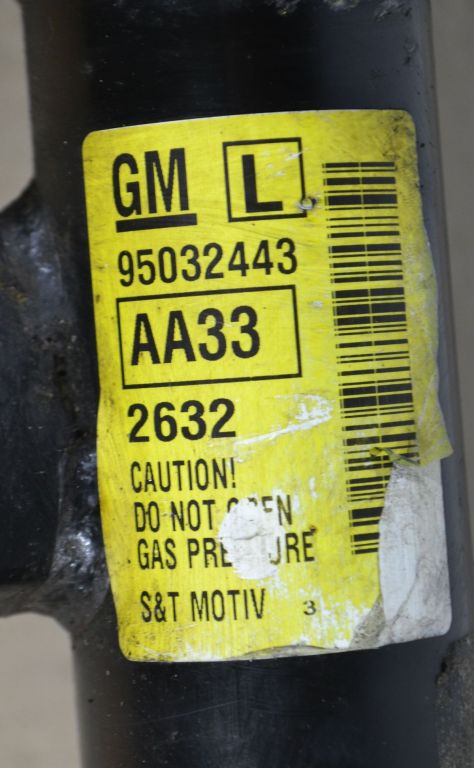 GM L
95032443
AA33
2632
CAUTION!
DO NOT
GAS
S&T MOTIV 3